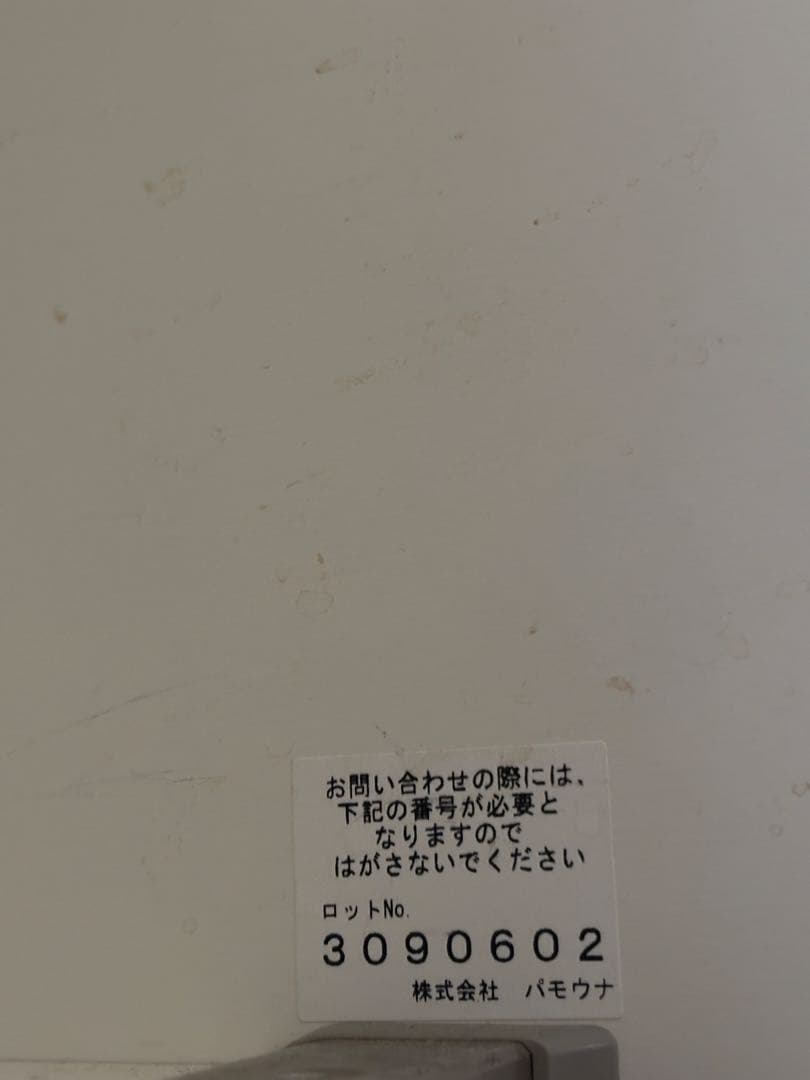 お問い合わせの際には、
下記の番号が必要と
なりますので
はがさないでください
ロットNo.
3090602
株式会社　パモウナ